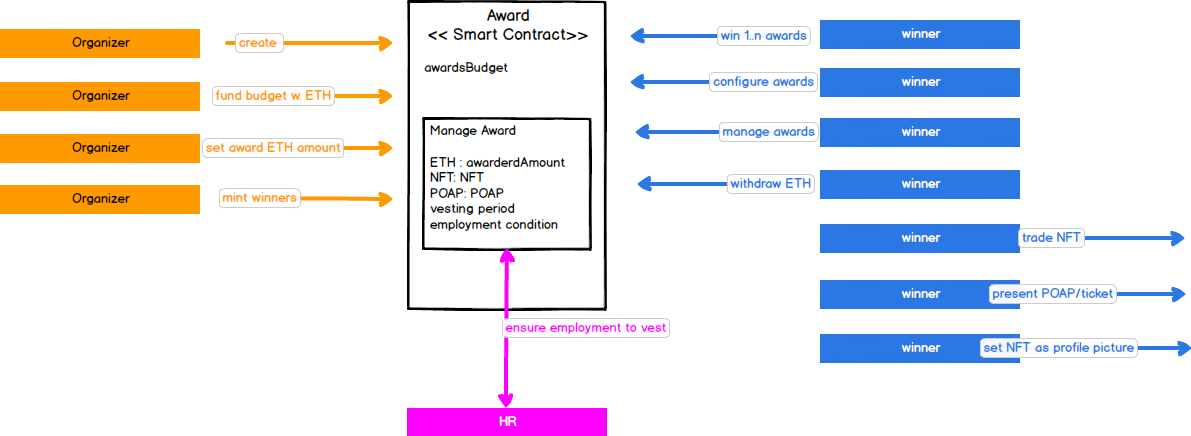 Award
<< Smart Contract>>
awardsBudget
Manage Award
ETH : awarderdAmount
NFT: NFT
POAP: POAP
vesting period
employment condition
Organizer
create
Organizer
fund budget w. ETH
Organizer
set award ETH amount
Organizer
mint winners
win 1..n awards
winner
configure awards
winner
manage awards
winner
withdraw ETH
winner
winner
trade NFT
winner
present POAP/ticket
winner
set NFT as profile picture
ensure employment to vest
HR